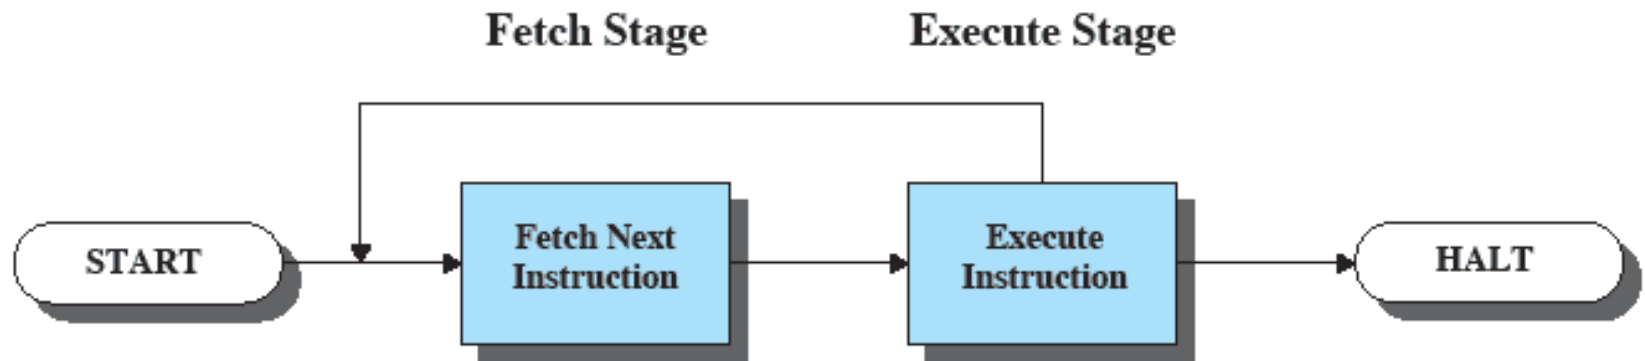 Fetch Stage
Execute Stage
START
Fetch Next
Instruction
Execute
Instruction
HALT